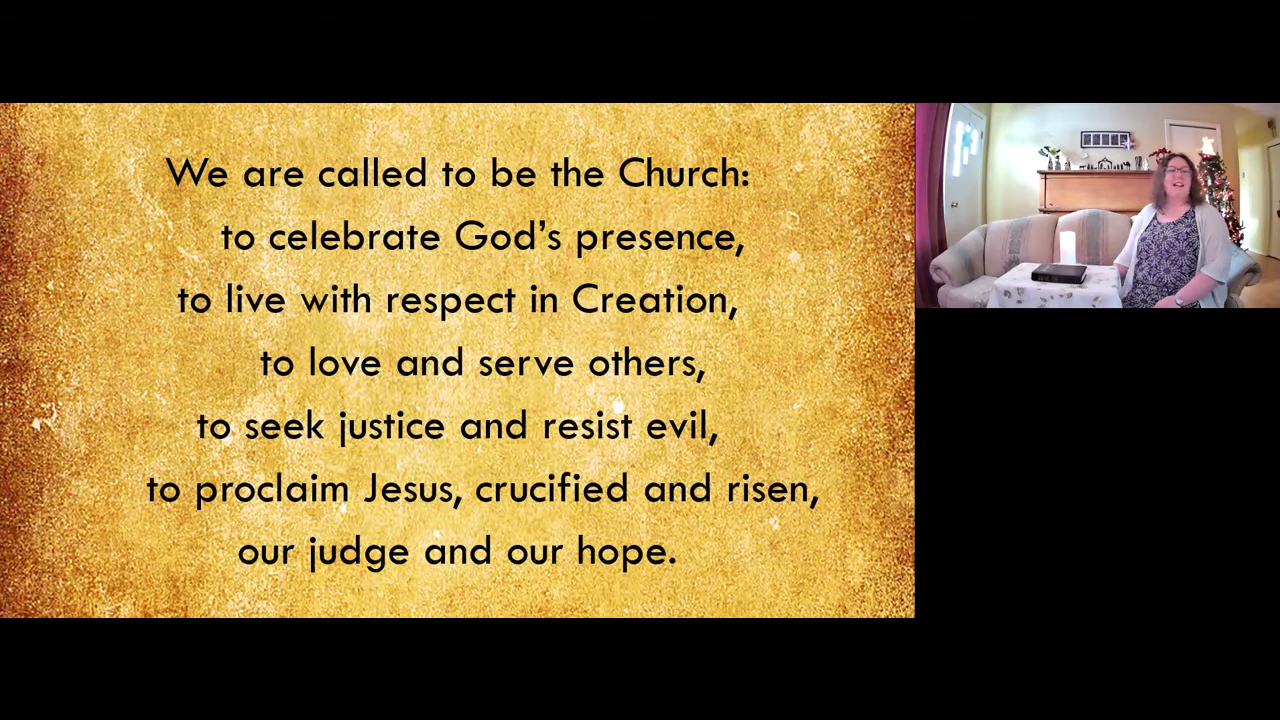 We are called to be the Church:
to celebrate God’s presence,
to live with respect in Creation,
to love and serve others,
to seek justice and resist evil,
to proclaim Jesus, crucified and risen,
our judge and our hope.